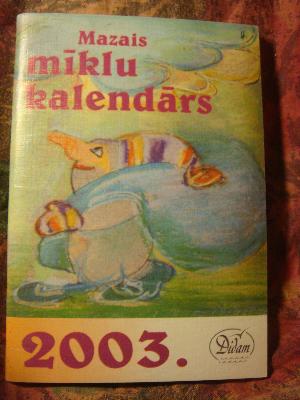 Mazais
mīklu
kalendārs
2003.
Didam